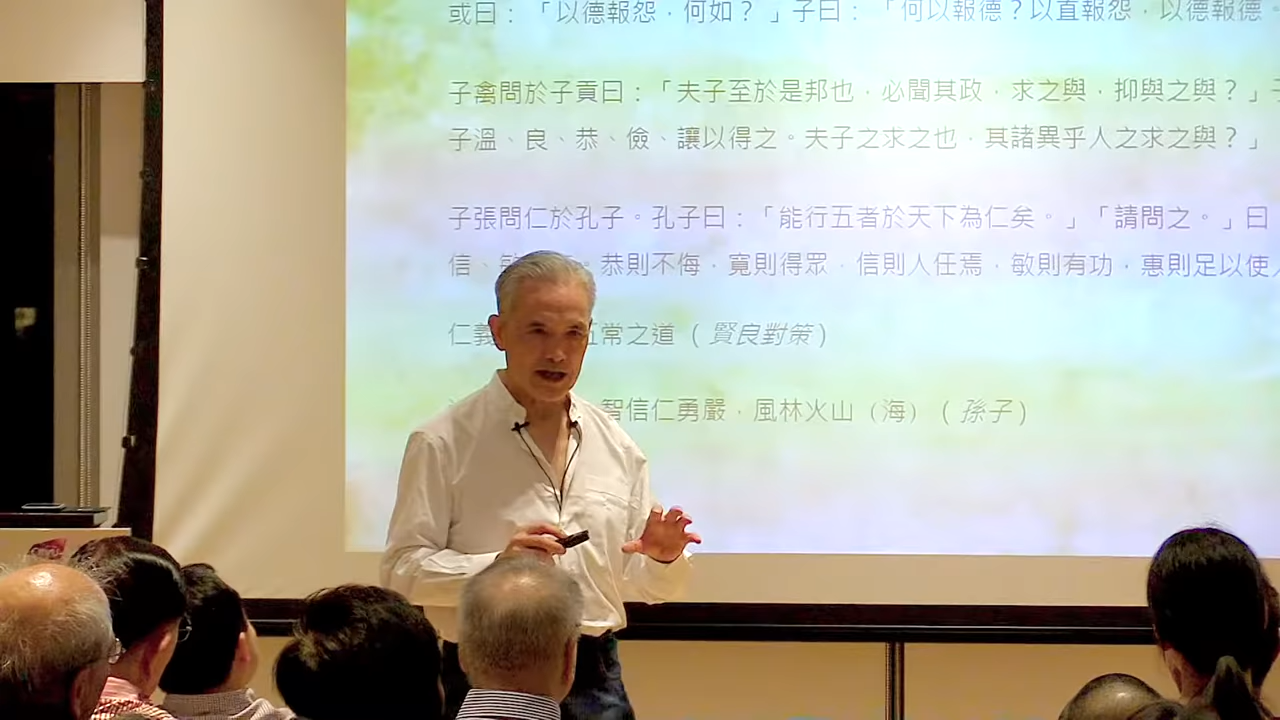 或曰：「以德報怨，何如？」子曰：「何以報德？以直報怨，以德報德。
子禽問於子貢曰：「夫子至於是邦也，必聞其政，求之與，抑與之與？」子
子溫、良、恭、儉、讓以得之。夫子之求之也，其諸異乎人之求之與？」
子張問仁於孔子。孔子曰：「能行五者於天下為仁矣。」「請問之。」曰
信、敏 。恭則不侮，寬則得眾，信則人任焉，敏則有功，惠則足以使
仁義 五常之道（賢良對策）
智信仁勇嚴，風林火山（海）（孫子）